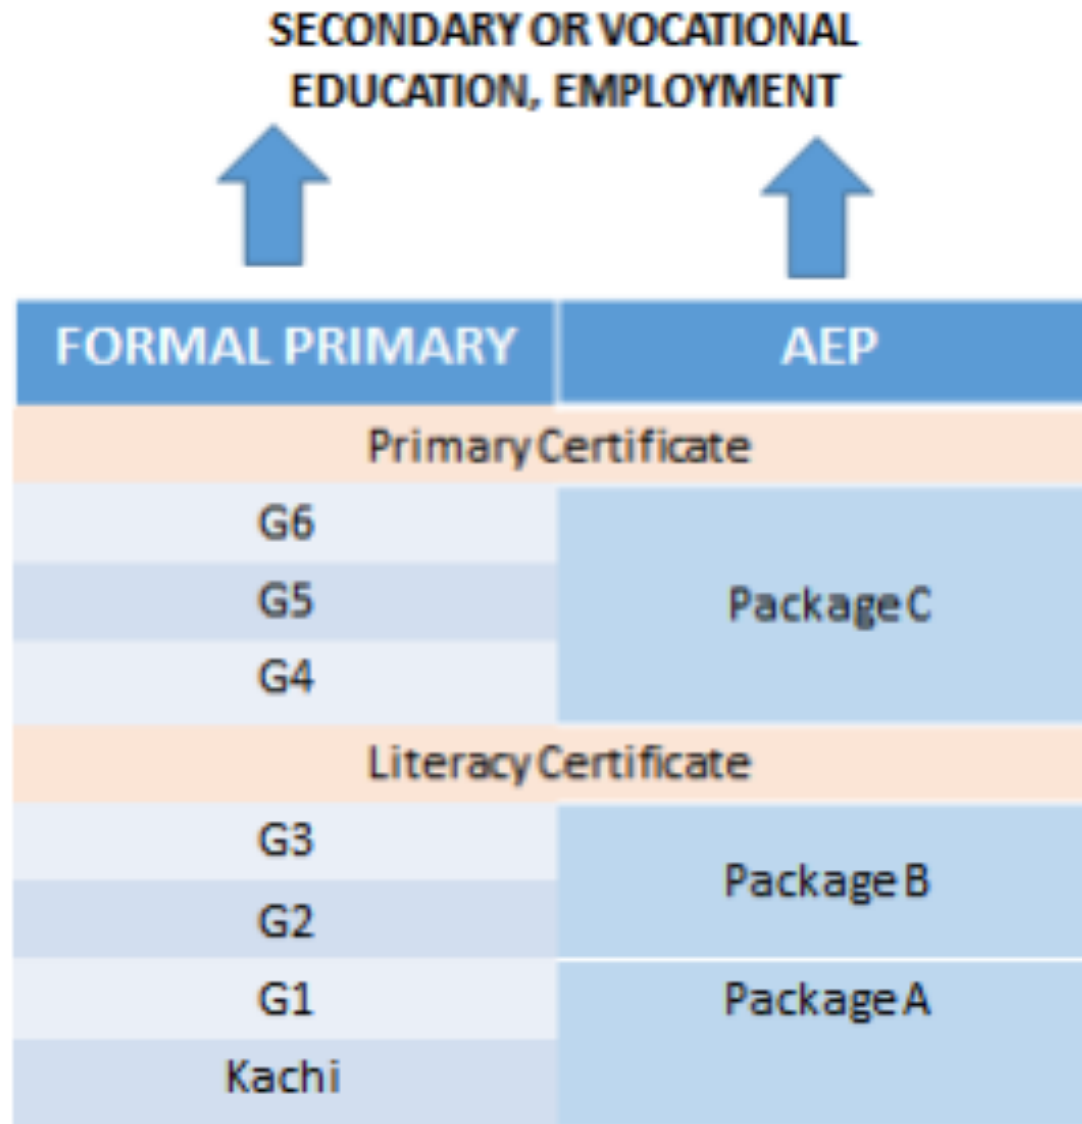 SECONDARY OR VOCATIONAL
EDUCATION, EMPLOYMENT
FORMAL PRIMARY
AEP
Primary Certificate
G6
G5
Package C
G4
Literacy Certificate
G3
Package B
G2
G1
Package A
Kachi